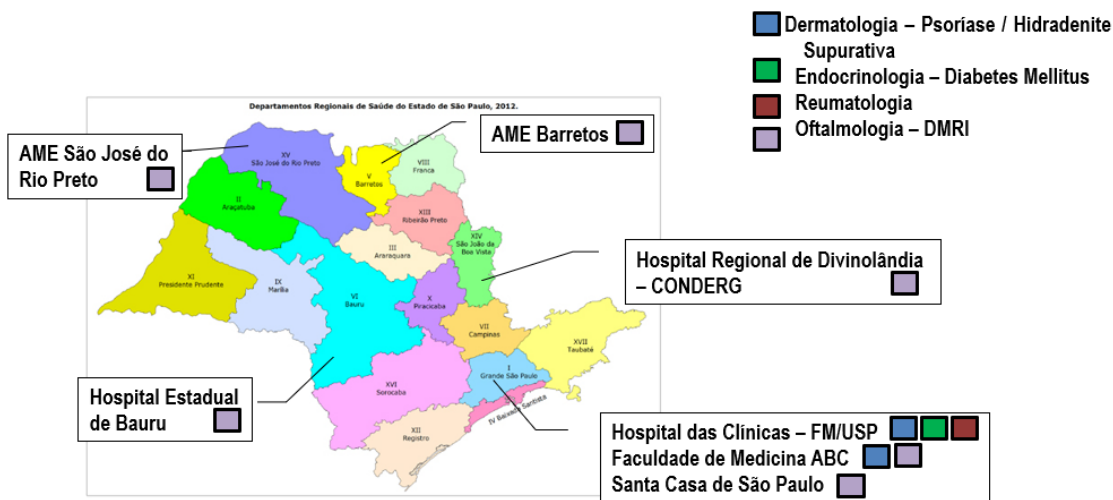 Dermatologia – Psoríase / Hidradenite
Supurativa
Endocrinologia – Diabetes Mellitus
Reumatologia
Oftalmologia – DMRI
Departamentos Regionais de Saúde do Estado de São Paulo, 2012.
AME São José do
Rio Preto
AME Barretos
XV
São José do Rio Preto
V
Barretos
VIII
Franca
II
Araçatuba
XIII
Ribeirão Preto
XIV
São João da
Boa Vista
III
Araraquara
Hospital Regional de Divinolândia
– CONDERG
XI
Presidente Prudente
IX
Marília
VI
Bauru
X
Piracicaba
VII
Campinas
XVII
Taubaté
I
Grande São Paulo
XVI
Sorocaba
IV Baixada Santista
XII
Registro
Hospital Estadual
de Bauru
Hospital das Clínicas – FM/USP
Faculdade de Medicina ABC
Santa Casa de São Paulo